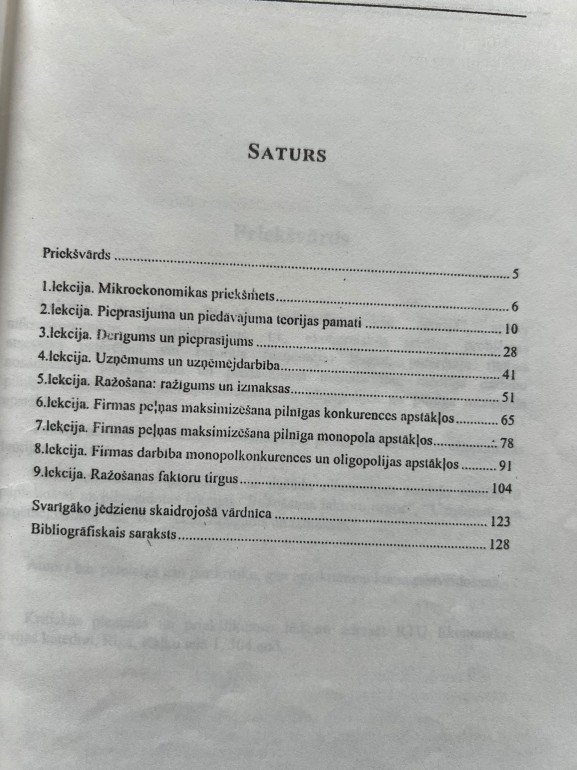 SATURS
Priekšvārds ........ 5
1.lekcija. Mikroekonomikas priekšmets ........ 6
2.lekcija. Pieprasījuma un piedāvājuma teorijas pamati ........ 10
3.lekcija. Derīgums un pieprasījums ........ 28
4.lekcija. Uzņēmums un uzņēmējdarbība ........ 41
5.lekcija. Ražošana: ražīgums un izmaksas ........ 51
6.lekcija. Firmas peļņas maksimizēšana pilnīgas konkurences apstākļos ........ 65
7.lekcija. Firmas peļņas maksimizēšana pilnīga monopola apstākļos ........ 78
8.lekcija. Firmas darbība monopolkonkurences un oligopolijas apstākļos ........ 91
9.lekcija. Ražošanas faktoru tirgus ........ 104
Svarīgāko jēdzienu skaidrojošā vārdnīca ........ 123
Bibliogrāfiskais saraksts ........ 128